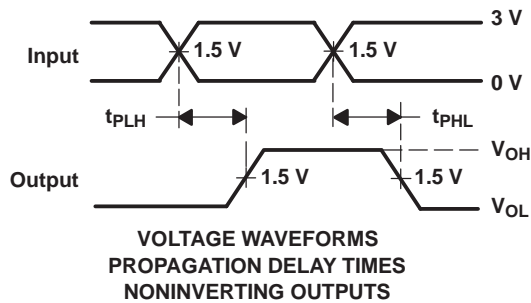 3 V
Input
1.5 V
1.5 V
0 V
tPLH
tPHL
VOH
Output
1.5 V
1.5 V
VOL
VOLTAGE WAVEFORMS
PROPAGATION DELAY TIMES
NONINVERTING OUTPUTS